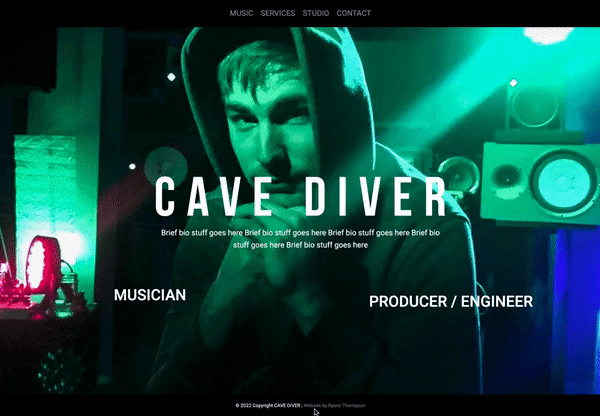 MUSIC SERVICES STUDIO CONTACT
CAVE DIVER
Brief bio stuff goes here Brief bio stuff goes here Brief bio stuff goes here Brief bio
stuff goes here Brief bio stuff goes here
MUSICIAN
PRODUCER / ENGINEER
© 2022 Copyright CAVE DIVER | Website by Ryann Thompson